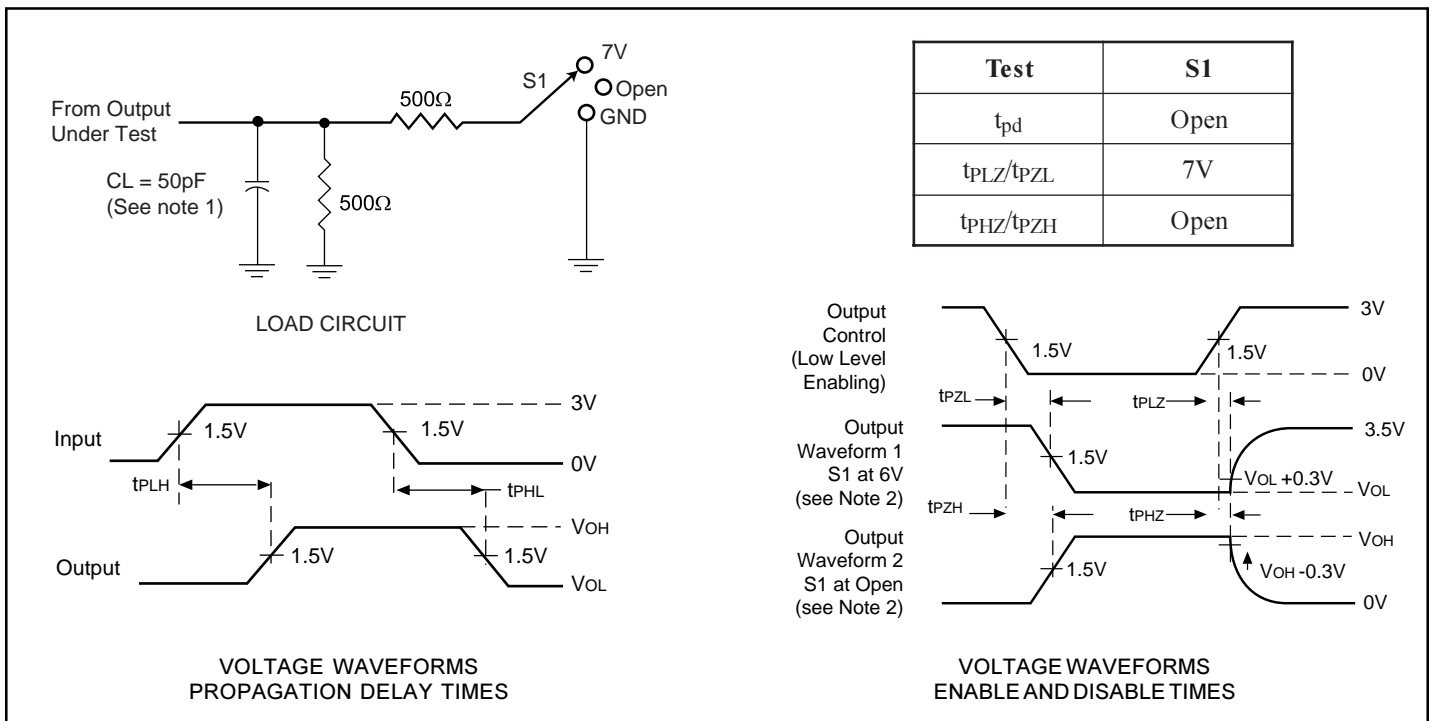 7V
S1
Open
GND
500Ω
From Output
Under Test
CL = 50pF
(See note 1)
500Ω
LOAD CIRCUIT
Test S1
tpd Open
tPLZ/tPZL 7V
tPHZ/tPZH Open
Input
1.5V
1.5V
3V
0V
tPLH
tPHL
Output
1.5V
1.5V
VOH
VOL
VOLTAGE WAVEFORMS
PROPAGATION DELAY TIMES
Output
Control
(Low Level
Enabling)
1.5V
1.5V
3V
0V
tPZL
tPLZ
Output
Waveform 1
S1 at 6V
(see Note 2)
1.5V
3.5V
VOL +0.3V
VOL
tPZH
tPHZ
Output
Waveform 2
S1 at Open
(see Note 2)
1.5V
VOH
VOH -0.3V
0V
VOLTAGE WAVEFORMS
ENABLE AND DISABLE TIMES